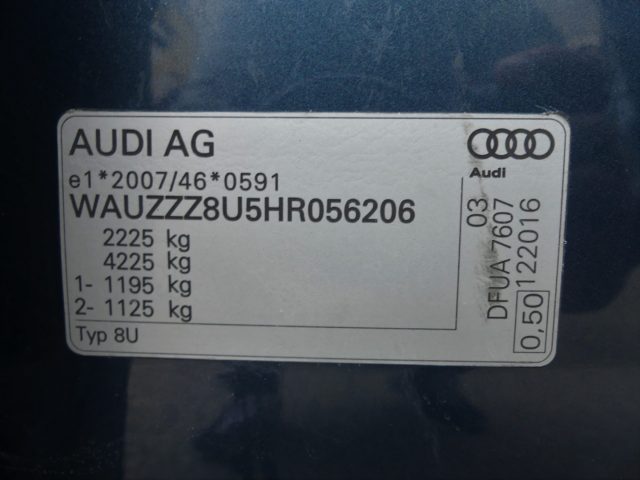 AUDI AG
e1*2007/46*0591
WAUZZZ8U5HR056206
2225 kg
4225 kg
1- 1195 kg
2- 1125 kg
Typ 8U
Audi
03
DFUA 7607
0,50 122016